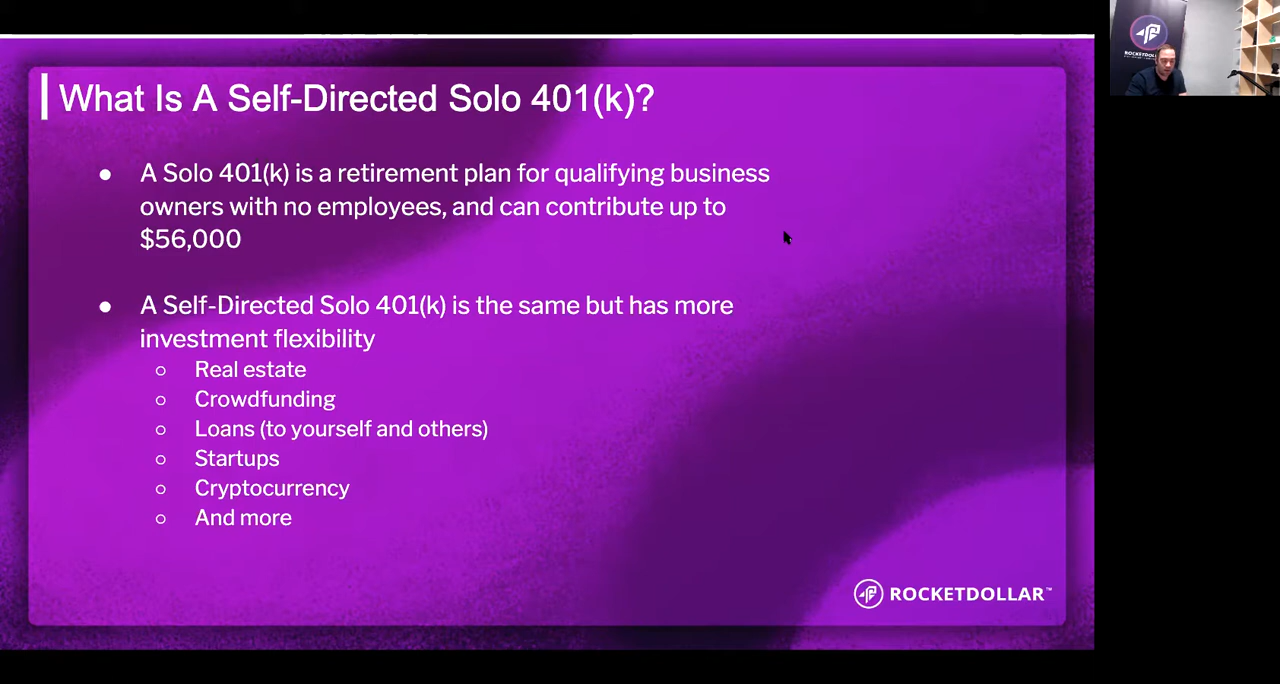 What Is A Self-Directed Solo 401(k)?
● A Solo 401(k) is a retirement plan for qualifying business
owners with no employees, and can contribute up to
$56,000
● A Self-Directed Solo 401(k) is the same but has more
investment flexibility
○ Real estate
○ Crowdfunding
○ Loans (to yourself and others)
○ Startups
○ Cryptocurrency
○ And more
ROCKETDOLLAR™
ROCKETDOLLAR